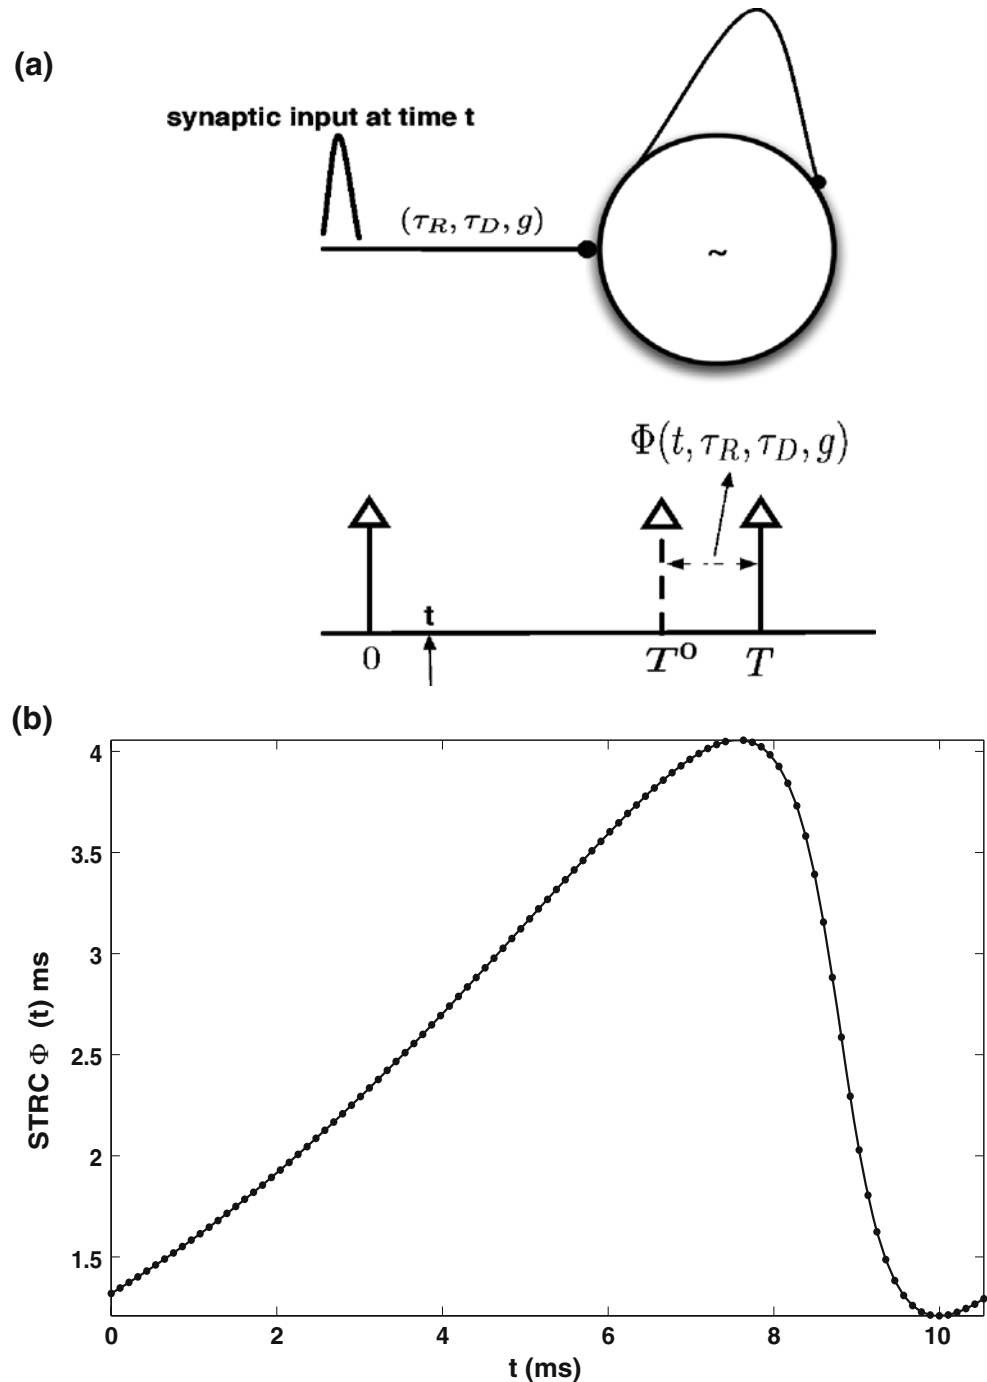 (a)
synaptic input at time t
(τ_R, τ_D, g)
~
Φ(t, τ_R, τ_D, g)
t
0
T^o
T
(b)
4
3.5
3
2.5
2
1.5
STRC Φ (t) ms
0
2
4
6
8
10
t (ms)